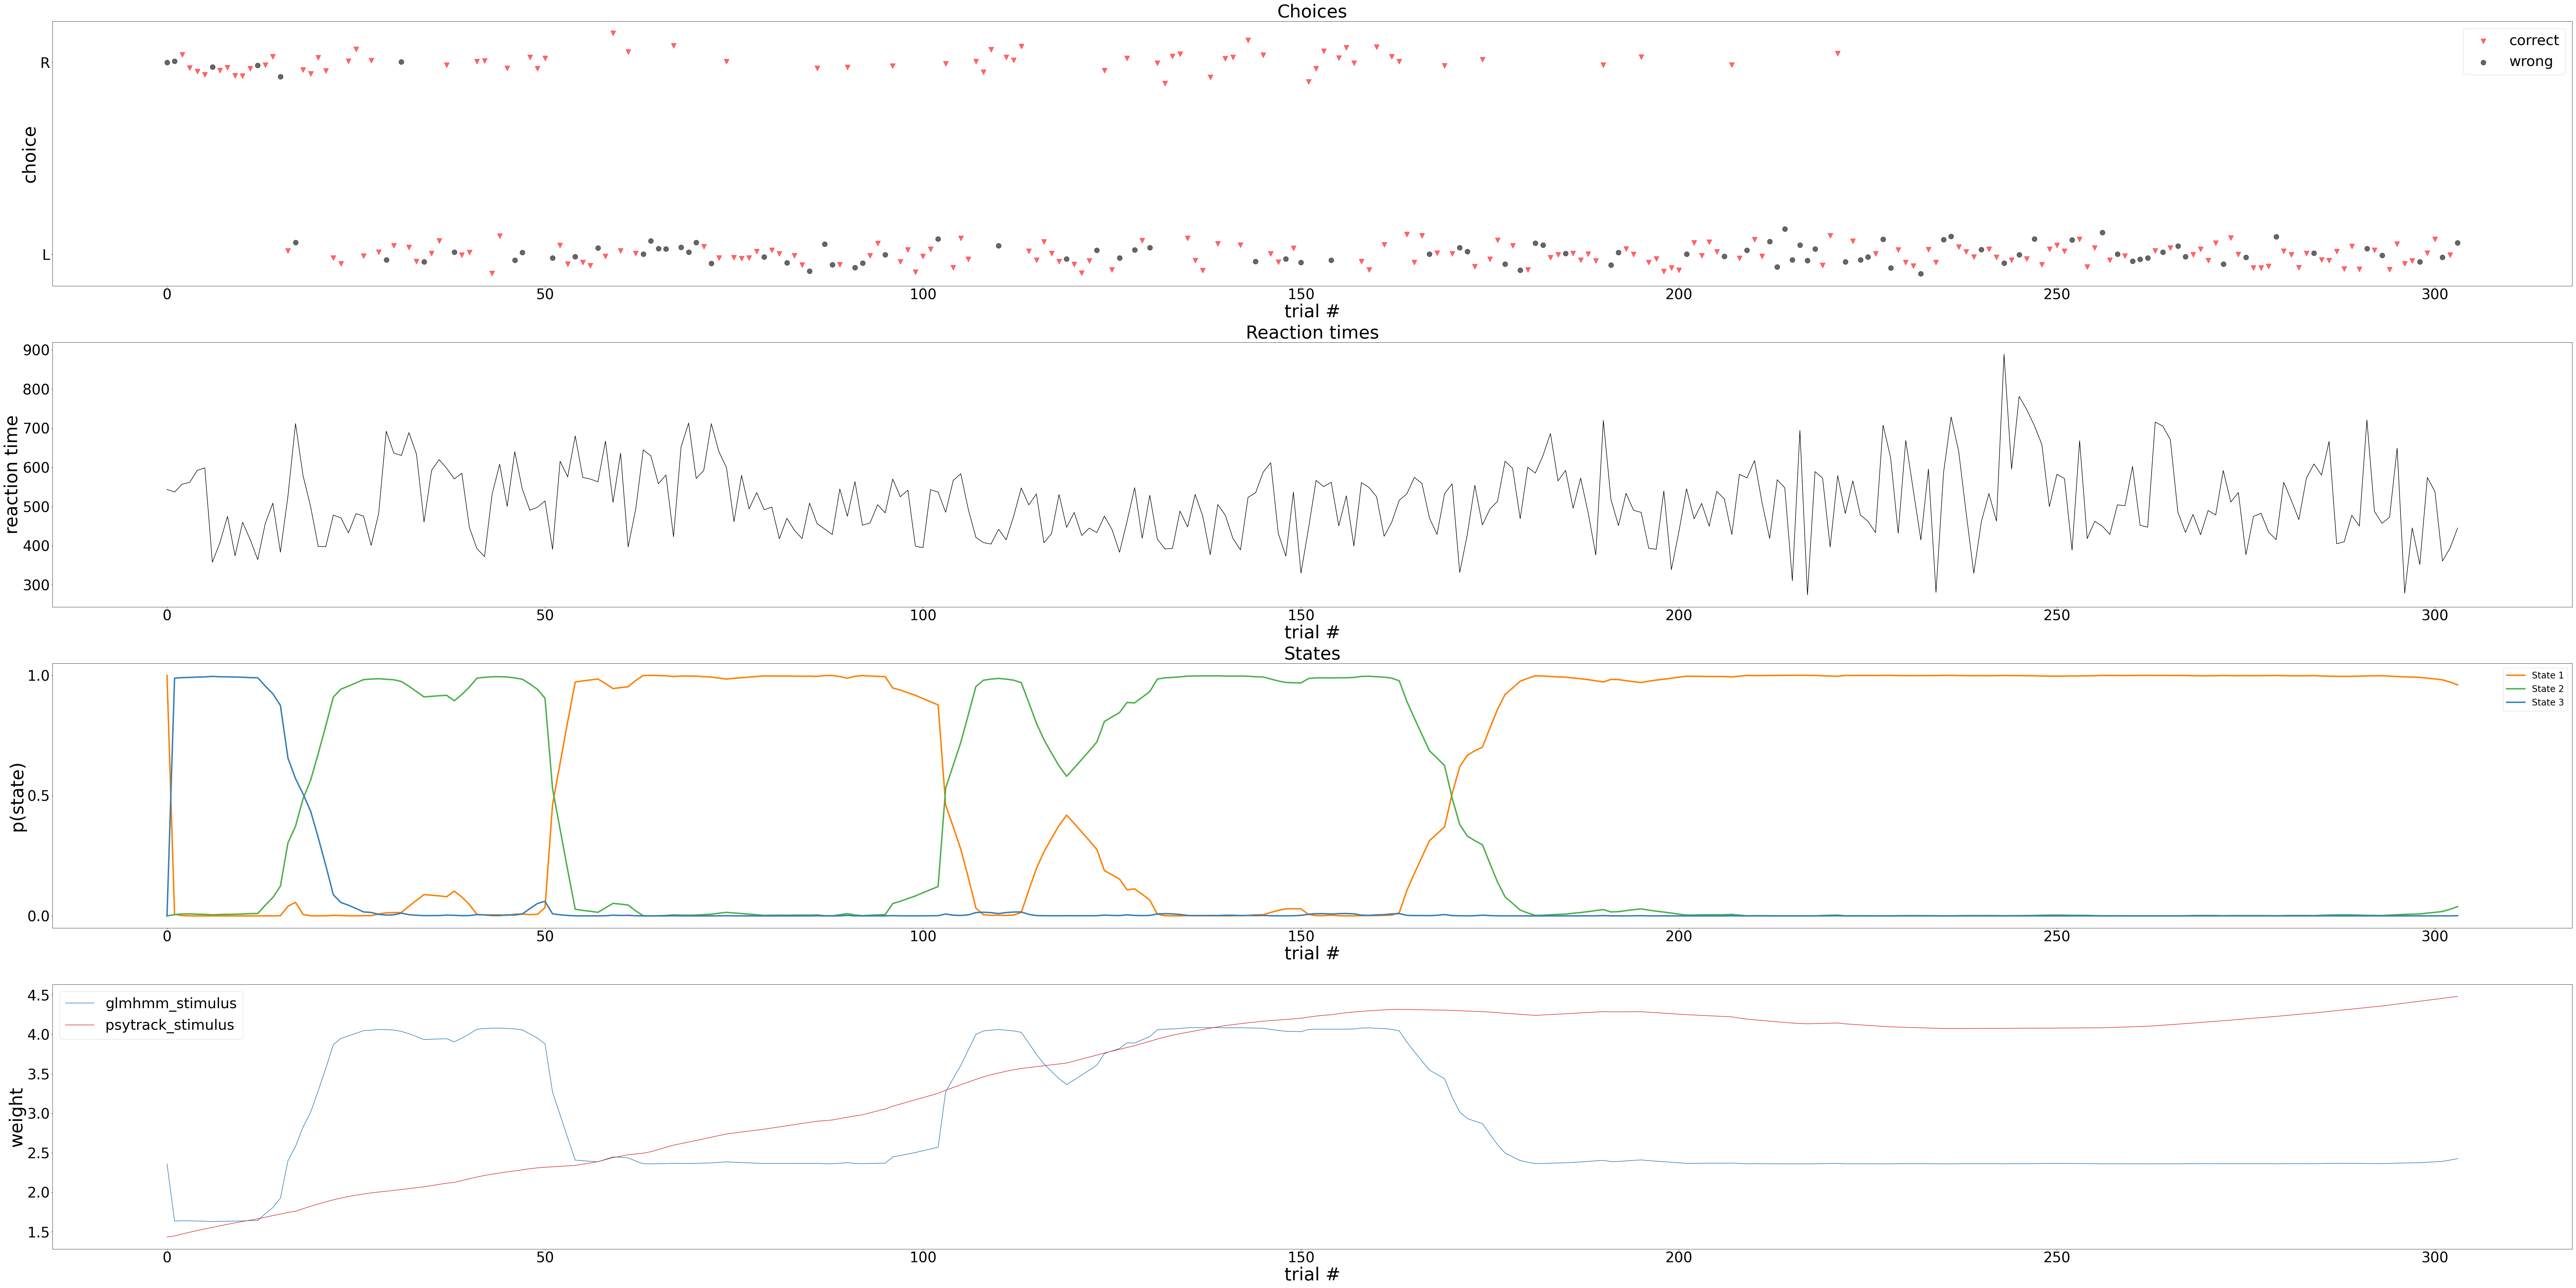 Choices
correct
wrong
R
L
choice
0 50 100 150 200 250 300
trial #
Reaction times
900
800
700
600
500
400
300
reaction time
0 50 100 150 200 250 300
trial #
States
State 1
State 2
State 3
1.0
0.5
0.0
p(state)
0 50 100 150 200 250 300
trial #
glmhmm_stimulus
psytrack_stimulus
4.5
4.0
3.5
3.0
2.5
2.0
1.5
weight
0 50 100 150 200 250 300
trial #